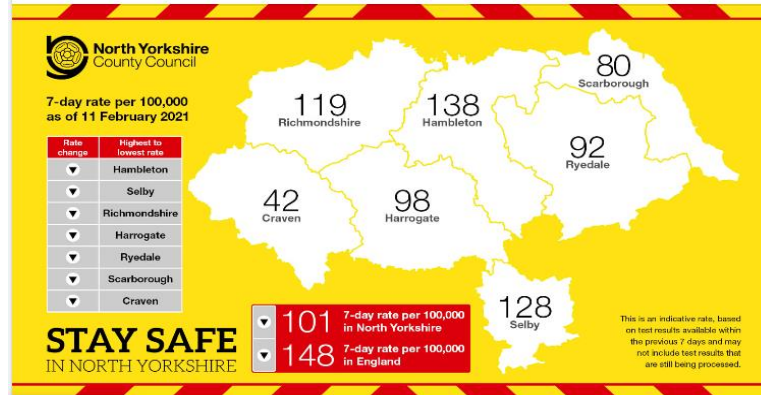 North Yorkshire
County Council
7-day rate per 100,000
as of 11 February 2021
Rate
change
Highest to
lowest rate
Hambleton
Selby
Richmondshire
Harrogate
Ryedale
Scarborough
Craven
119
Richmondshire
138
Hambleton
80
Scarborough
92
Ryedale
42
Craven
98
Harrogate
128
Selby
101 7-day rate per 100,000
in North Yorkshire
148 7-day rate per 100,000
in England
STAY SAFE
IN NORTH YORKSHIRE
This is an indicative rate, based
on test results available within
the previous 7 days and may
not include test results that
are still being processed.